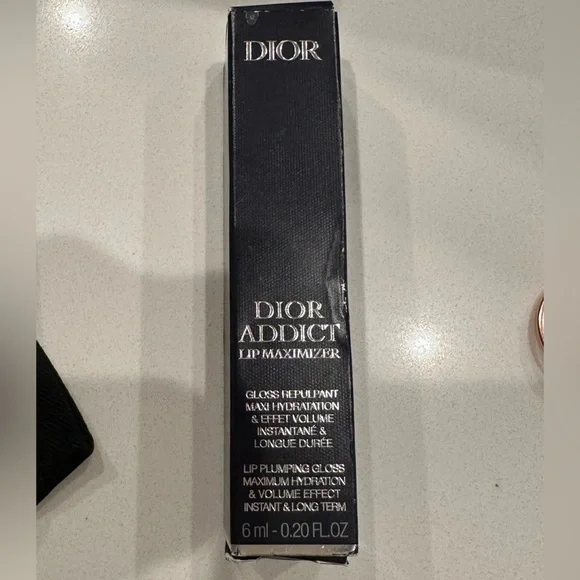 DIOR
DIOR
ADDICT
LIP MAXIMIZER
GLOSS REPULPANT
MAXI HYDRATATION
& EFFET VOLUME
INSTANTANÉ &
LONGUE DURÉE
LIP PLUMPING GLOSS
MAXIMUM HYDRATION
& VOLUME EFFECT
INSTANT & LONG TERM
6 ml - 0.20 FL.OZ